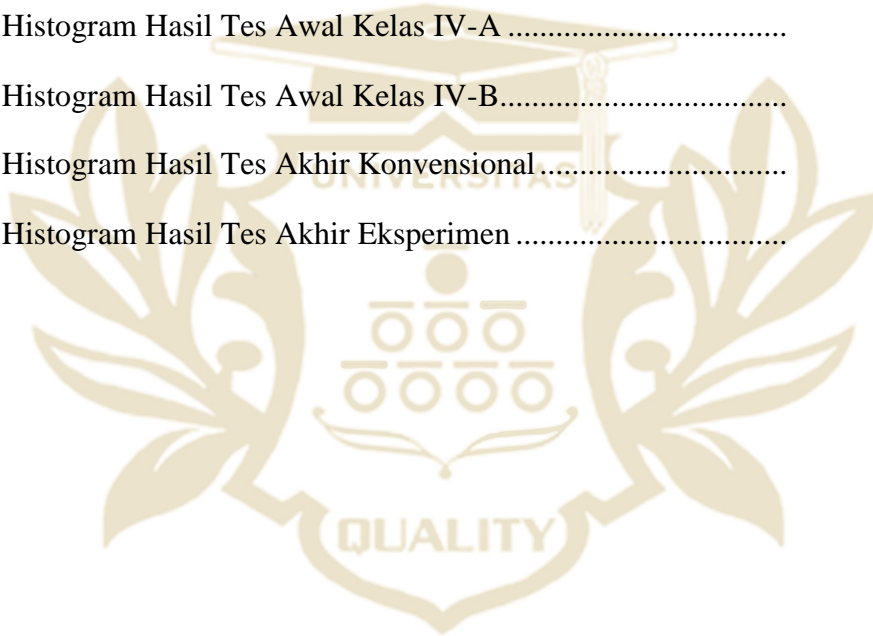 Histogram Hasil Tes Awal Kelas IV-A ..................................
Histogram Hasil Tes Awal Kelas IV-B...................................
UNIVERSITAS
Histogram Hasil Tes Akhir Konvensional ..............................
Histogram Hasil Tes Akhir Eksperimen .................................
QUALITY